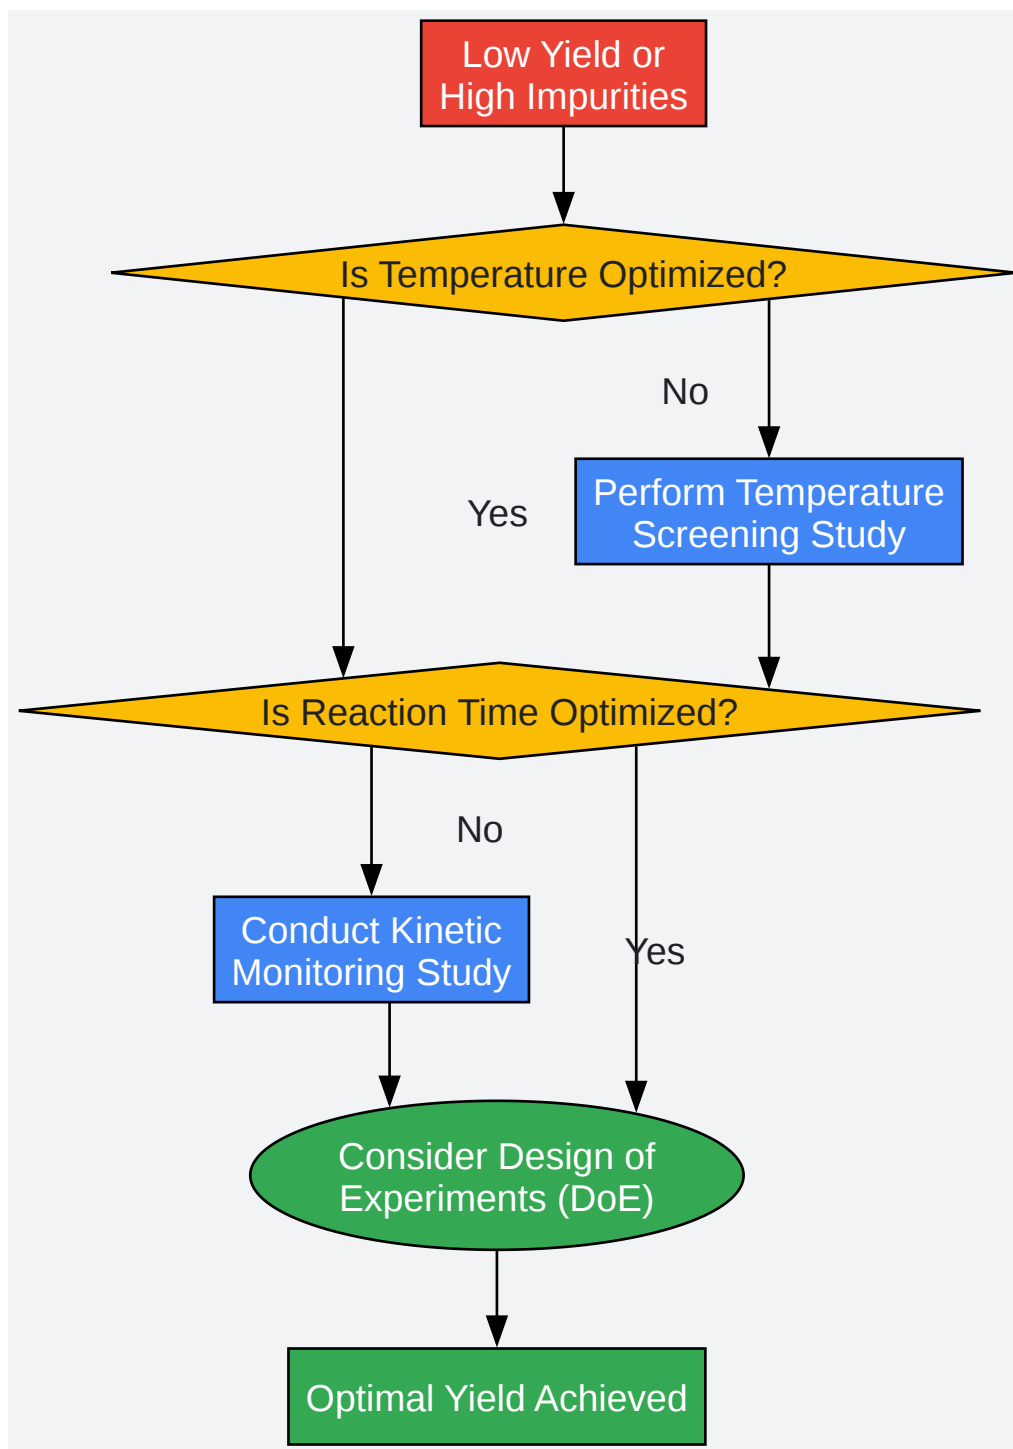 Low Yield or
High Impurities
Is Temperature Optimized?
No
Perform Temperature
Screening Study
Yes
Is Reaction Time Optimized?
No
Conduct Kinetic
Monitoring Study
Yes
Consider Design of
Experiments (DoE)
Optimal Yield Achieved